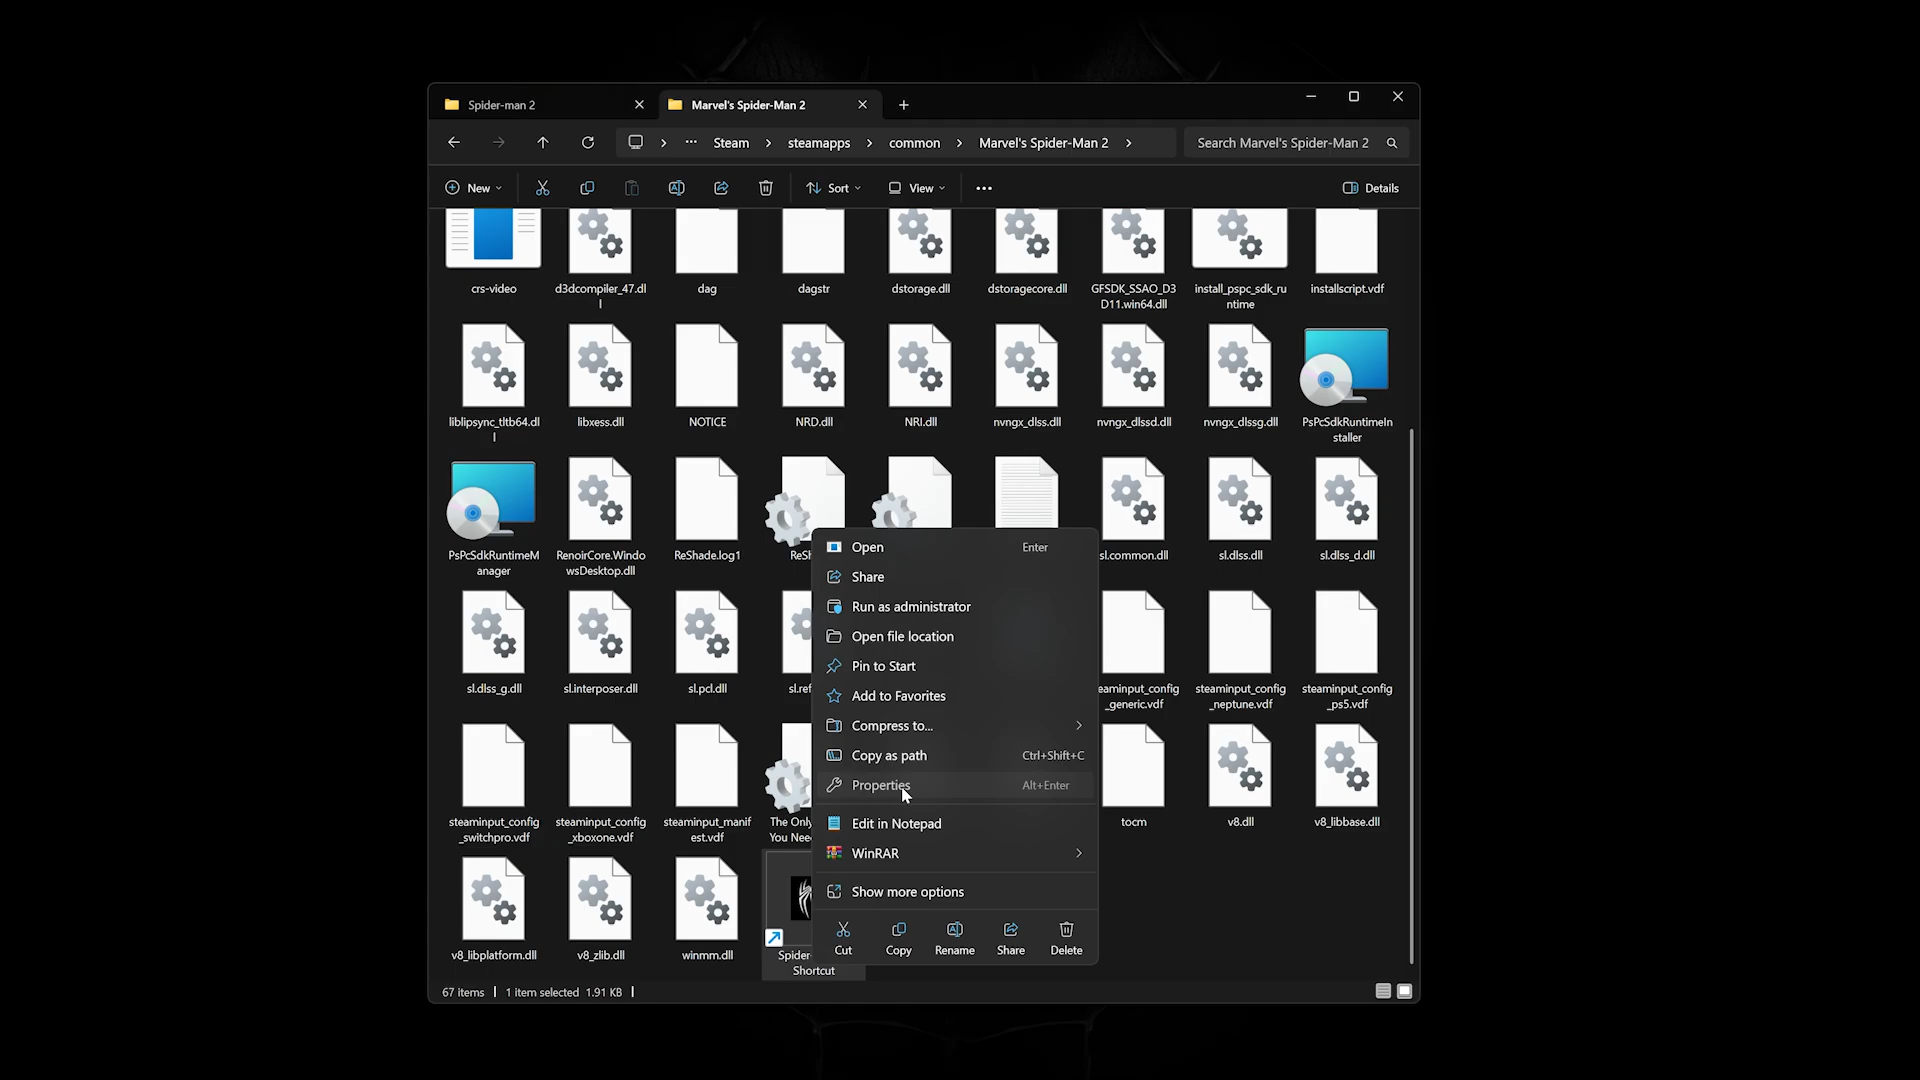 Spider-man 2
Marvel's Spider-Man 2
Steam
steamapps
common
Marvel's Spider-Man 2
Search Marvel's Spider-Man 2
New
Sort
View
Details
crs-video
d3dcompiler_47.dl
l
dag
dagstr
dstorage.dll
dstoragecore.dll
GFSDK_SSAO_D3
D11.win64.dll
install_pspc_sdk_ru
ntime
installscript.vdf
liblipsync_tltb64.dl
l
libxess.dll
NOTICE
NRD.dll
NRI.dll
nvngx_dlss.dll
nvngx_dlssd.dll
nvngx_dlssg.dll
PsPcSdkRuntimeIn
staller
PsPcSdkRuntimeM
anager
RenoirCore.Windo
wsDesktop.dll
ReShade.log1
ReSh
sl.common.dll
sl.dlss.dll
sl.dlss_d.dll
sl.dlss_g.dll
sl.interposer.dll
sl.pcl.dll
sl.ref
eaminput_config
_generic.vdf
steaminput_config
_neptune.vdf
steaminput_config
_ps5.vdf
steaminput_config
_switchpro.vdf
steaminput_config
_xboxone.vdf
steaminput_manif
est.vdf
The Only
You Nee
tocm
v8.dll
v8_libbase.dll
v8_libplatform.dll
v8_zlib.dll
winmm.dll
Spider-
Shortcut
Open Enter
Share
Run as administrator
Open file location
Pin to Start
Add to Favorites
Compress to...
Copy as path Ctrl+Shift+C
Properties Alt+Enter
Edit in Notepad
WinRAR
Show more options
Cut
Copy
Rename
Share
Delete
67 items
1 item selected 1.91 KB